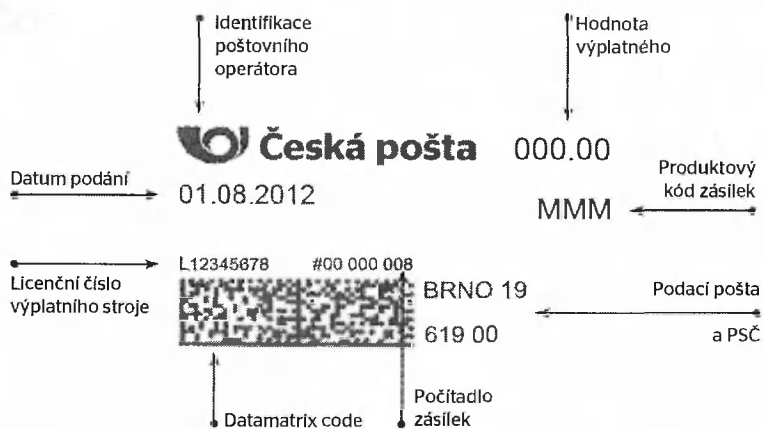 Identifikace
poštovního
operátora
Hodnota
výplatného
Česká pošta
000.00
Datum podání
01.08.2012
Produktový
kód zásilek
MMM
L12345678
#00 000 008
Licenční číslo
výplatního stroje
BRNO 19
619 00
Podací pošta
a PSČ
Datamatrix code
Počítadlo
zásilek